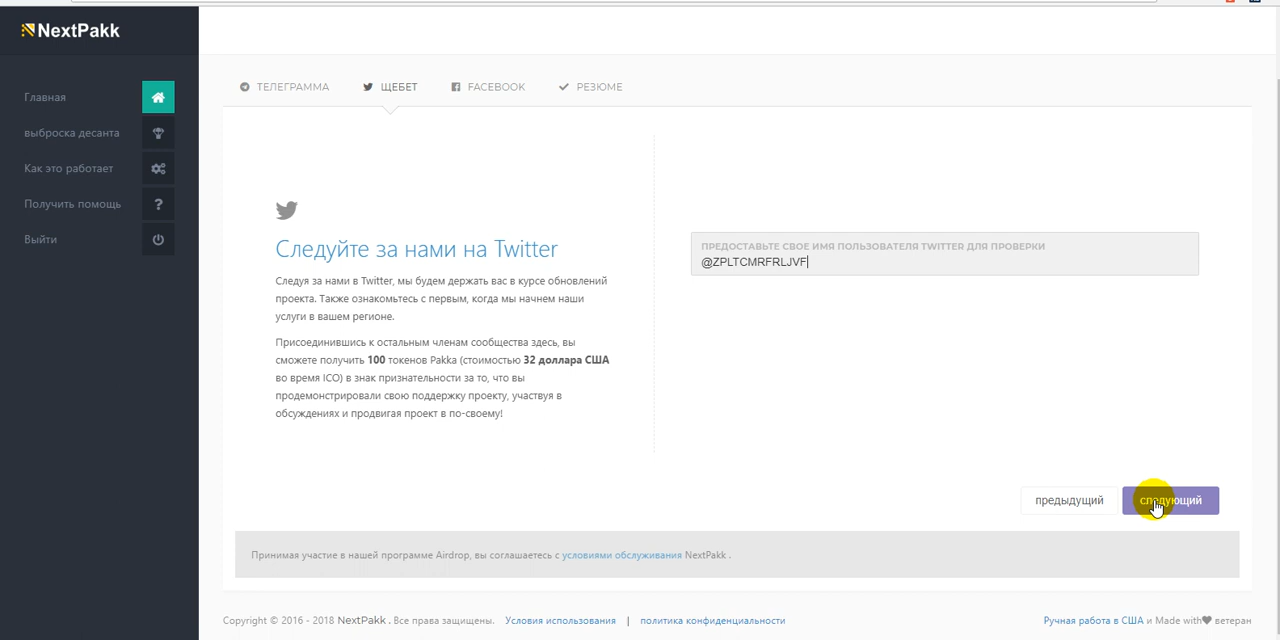 NextPakk
Главная
выброска десанта
Как это работает
Получить помощь
Выйти
ТЕЛЕГРАММА
ЩЕБЕТ
FACEBOOK
РЕЗЮМЕ
Следуйте за нами на Twitter
Следуя за нами в Twitter, мы будем держать вас в курсе обновлений
проекта. Также ознакомьтесь с первым, когда мы начнем наши
услуги в вашем регионе.
Присоединившись к остальным членам сообщества здесь, вы
сможете получить 100 токенов Pakka (стоимостью 32 доллара США
во время ICO) в знак признательности за то, что вы
продемонстрировали свою поддержку проекту, участвуя в
обсуждениях и продвигая проект в по-своему!
ПРЕДОСТАВЬТЕ СВОЕ ИМЯ ПОЛЬЗОВАТЕЛЯ TWITTER ДЛЯ ПРОВЕРКИ
@ZPLTCMRFRLJVF
предыдущий
следующий
Принимая участие в нашей программе Airdrop, вы соглашаетесь с условиями обслуживания NextPakk .
Copyright © 2016 - 2018 NextPakk . Все права защищены. Условия использования | политика конфиденциальности
Ручная работа в США и Made with ветеран